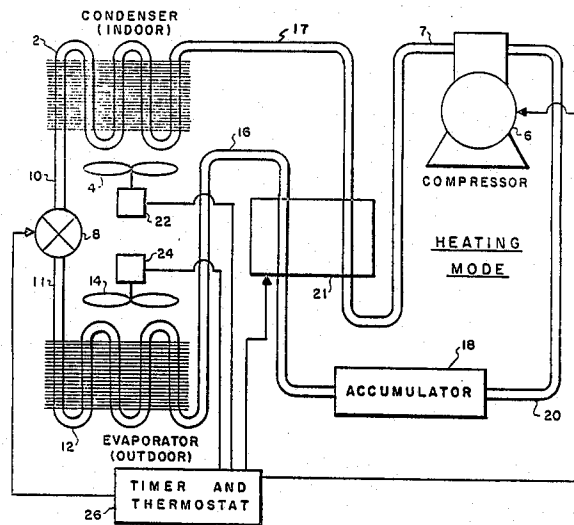 CONDENSER
(INDOOR)
2
17
7
6
COMPRESSOR
16
10
4
22
8
HEATING
MODE
24
11
14
21
18
ACCUMULATOR
20
12
EVAPORATOR
(OUTDOOR)
TIMER AND
THERMOSTAT
26